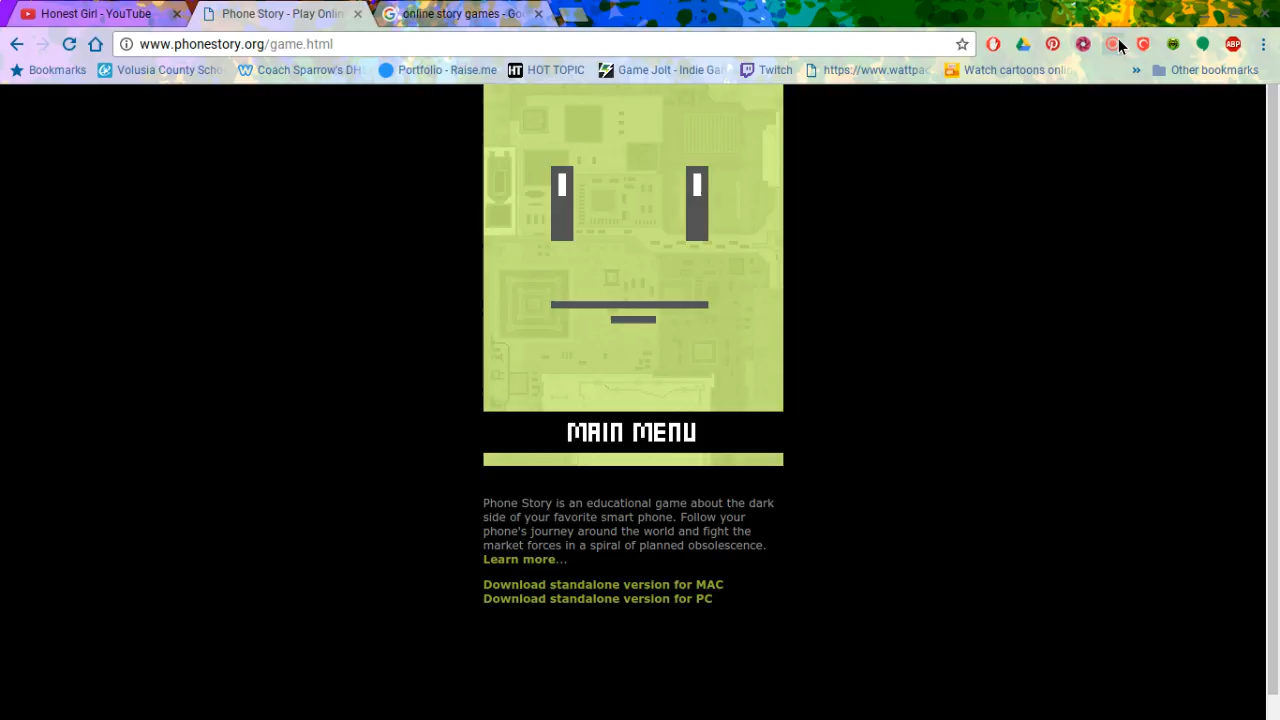 Honest Girl - YouTube
Phone Story - Play Onlin
online story games - Go
www.phonestory.org/game.html
ABP
Bookmarks
Volusia County Scho
Coach Sparrow's DH
Portfolio - Raise.me
HT
HOT TOPIC
Game Jolt - Indie Ga
Twitch
https://www.wattpa
Watch cartoons onli
»
Other bookmarks
MAIN MENU
Phone Story is an educational game about the dark
side of your favorite smart phone. Follow your
phone's journey around the world and fight the
market forces in a spiral of planned obsolescence.
Learn more...
Download standalone version for MAC
Download standalone version for PC